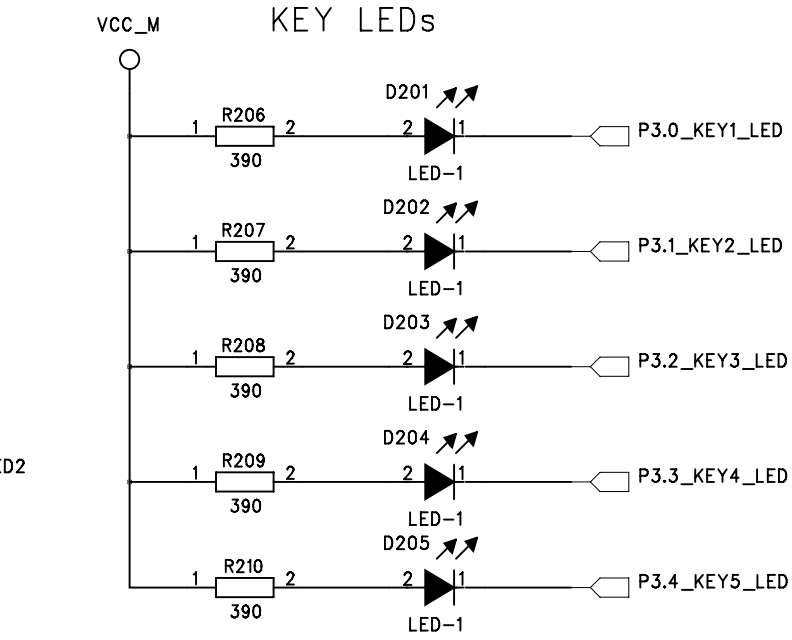 VCC_M
KEY LEDs
D201
R206
1 2 2 1
P3.0_KEY1_LED
390
LED-1
D202
R207
1 2 2 1
P3.1_KEY2_LED
390
LED-1
D203
R208
1 2 2 1
P3.2_KEY3_LED
390
LED-1
D204
ED2
R209
1 2 2 1
P3.3_KEY4_LED
390
LED-1
D205
R210
1 2 2 1
P3.4_KEY5_LED
390
LED-1